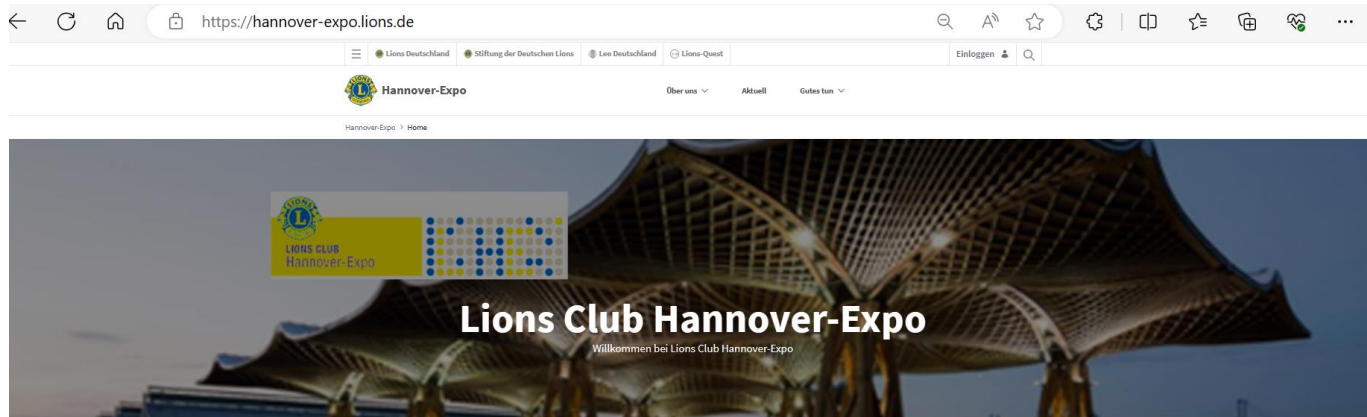 https://hannover-expo.lions.de
Lions Deutschland Stiftung der Deutschen Lions Leo Deutschland Lions-Quest Einloggen
Hannover-Expo Über uns Aktuell Gutes tun
Hannover-Expo > Home
LIONS
L
LIONS CLUB
Hannover-Expo
Lions Club Hannover-Expo
Willkommen bei Lions Club Hannover-Expo